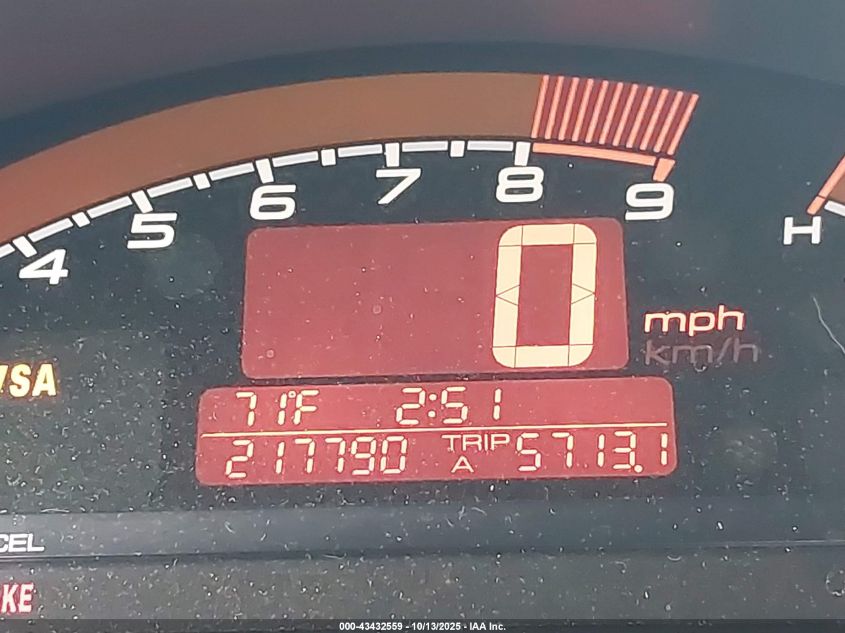 4 5 6 7 8 9
H
0
mph
km/h
VSA
71°F 2:51
217790 TRIP A 5713.1
CEL
KE
000-43432559 - 10/13/2025 - IAA Inc.